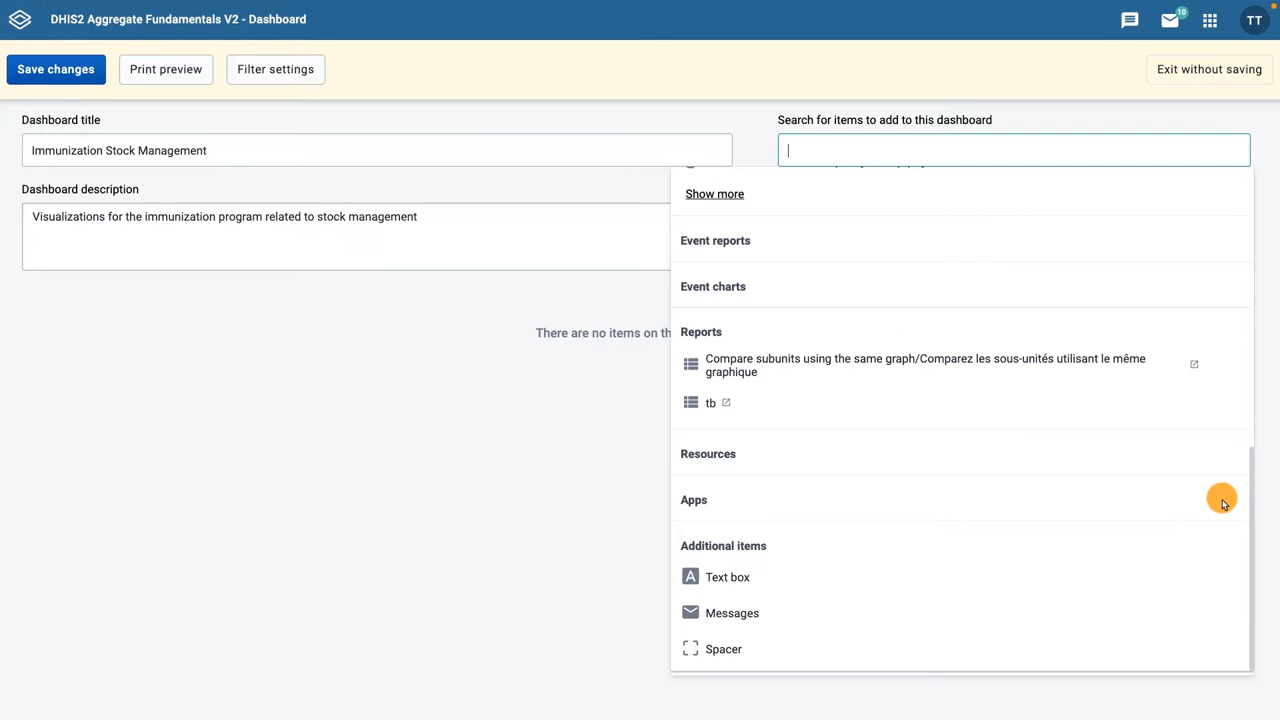 DHIS2 Aggregate Fundamentals V2 - Dashboard
10
TT
Save changes
Print preview
Filter settings
Exit without saving
Dashboard title
Search for items to add to this dashboard
Immunization Stock Management
Dashboard description
Show more
Visualizations for the immunization program related to stock management
Event reports
Event charts
There are no items on th
Reports
Compare subunits using the same graph/Comparez les sous-unités utilisant le même
graphique
tb
Resources
Apps
Additional items
A
Text box
Messages
Spacer